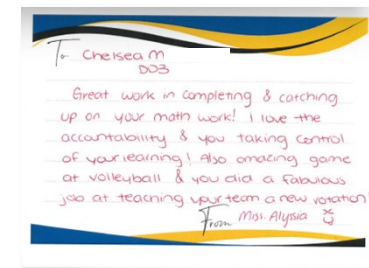 To Chelsea M
DO3
Great work in completing & catching
up on your math work! I love the
accountability & you taking control
of your learning! Also amazing game
at volleyball & you did a fabulous
job at teaching your team a new rotation
From Miss. Alyssia